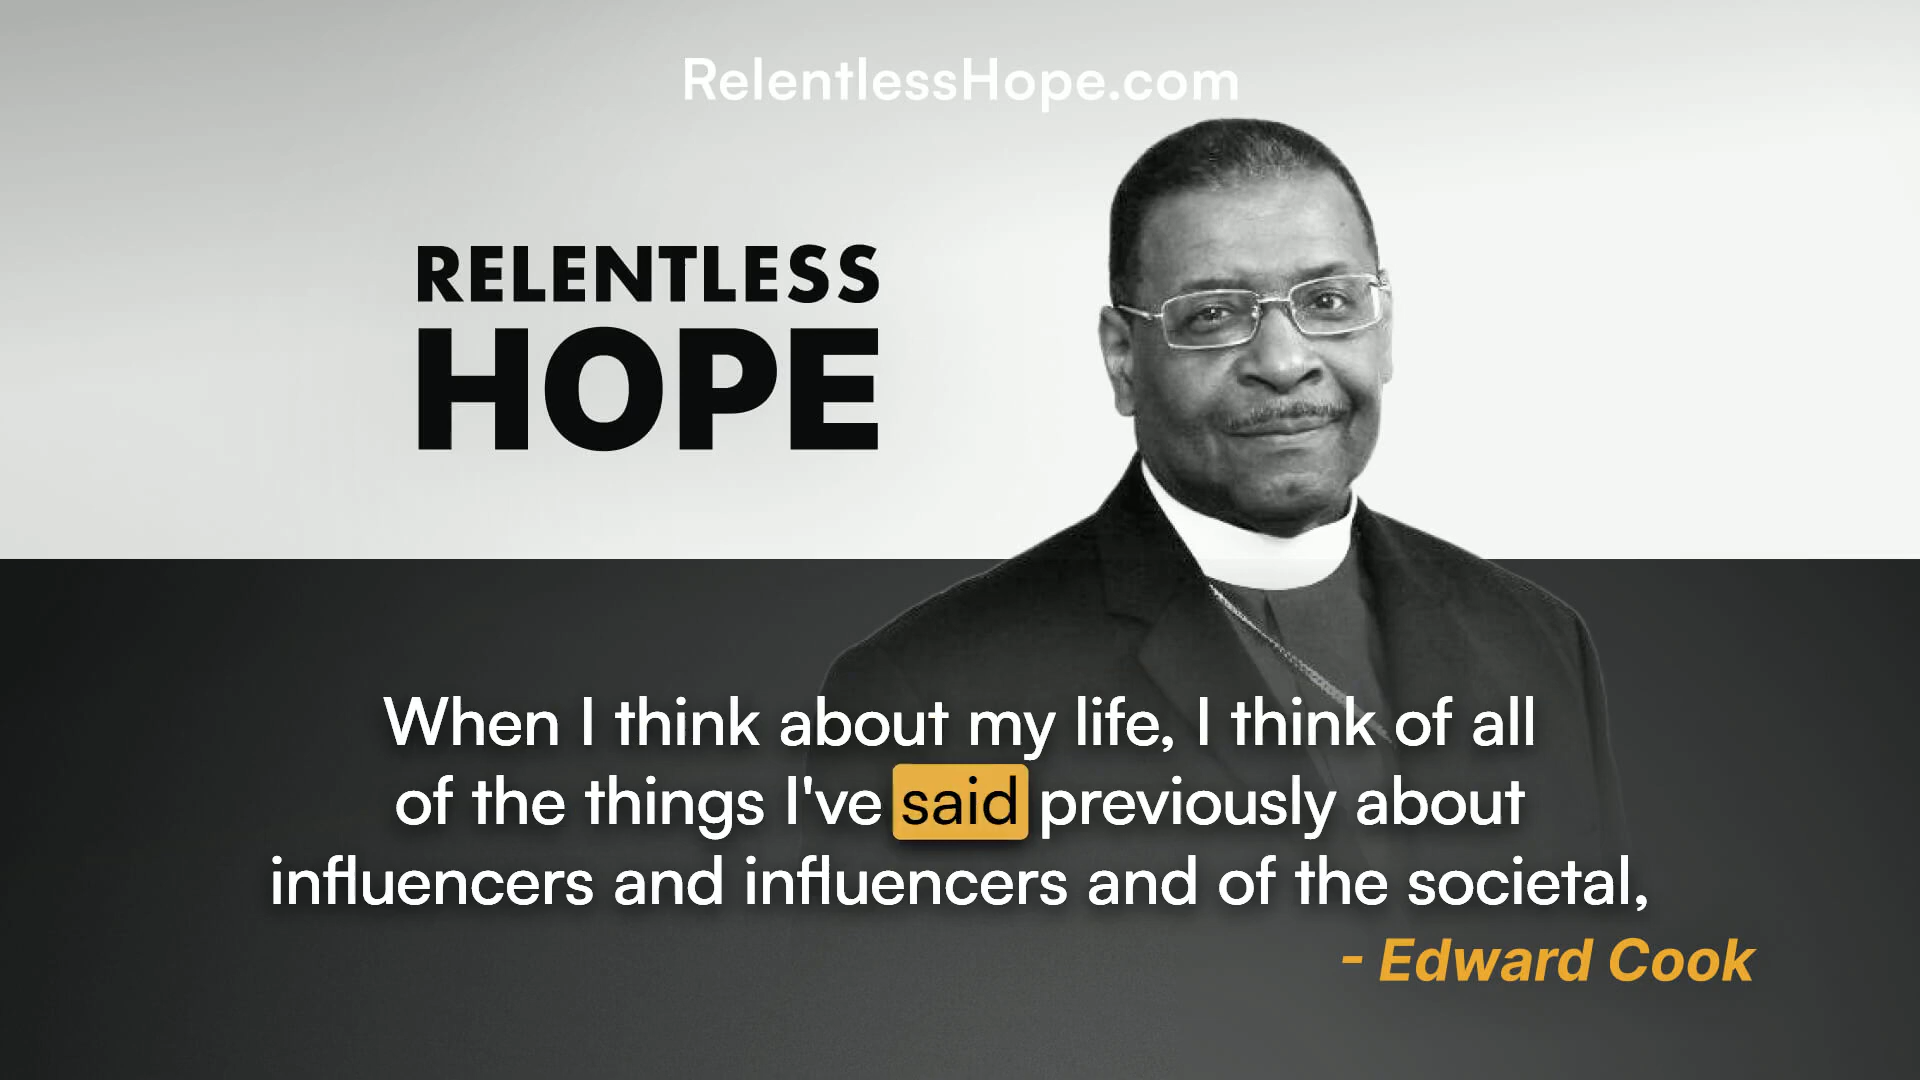 RelentlessHope.com
RELENTLESS
HOPE
When I think about my life, I think of all
of the things I've said previously about
influencers and influencers and of the societal,
- Edward Cook